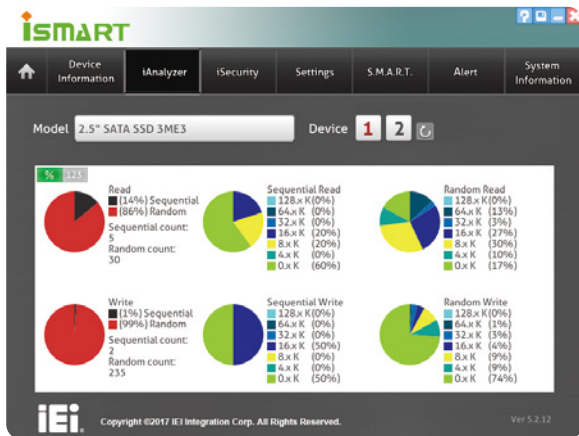 iSMART
Device
Information
iAnalyzer
iSecurity
Settings
S.M.A.R.T.
Alert
System
Information
Model 2.5" SATA SSD 3ME3 Device 1 2
% 123
Read
(14%) Sequential
(86%) Random
Sequential count:
5
Random count:
30
Sequential Read
128.x K(0%)
64.x K (0%)
32.x K (0%)
16.x K (20%)
8.x K (20%)
4.x K (0%)
0.x K (60%)
Random Read
128.x K(0%)
64.x K (13%)
32.x K (3%)
16.x K (27%)
8.x K (30%)
4.x K (10%)
0.x K (17%)
Write
(1%) Sequential
(99%) Random
Sequential count:
2
Random count:
235
Sequential Write
128.x K(0%)
64.x K (0%)
32.x K (0%)
16.x K (50%)
8.x K (0%)
4.x K (0%)
0.x K (50%)
Random Write
128.x K(0%)
64.x K (1%)
32.x K (3%)
16.x K (4%)
8.x K (9%)
4.x K (9%)
0.x K (74%)
iEi. Copyright ©2017 IEI Integration Corp. All Rights Reserved. Ver 5.2.12